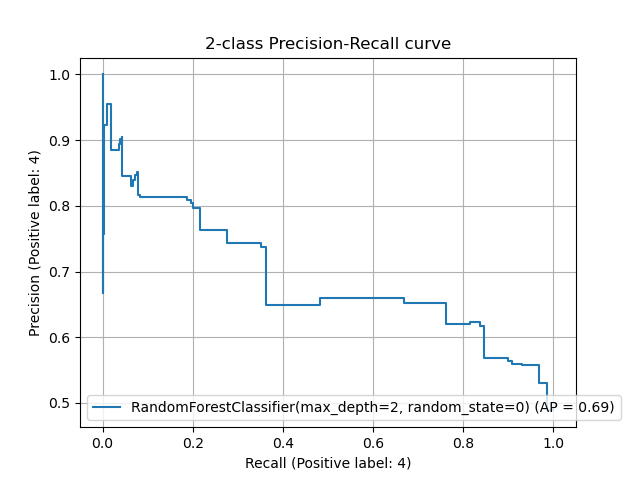 2-class Precision-Recall curve
Precision (Positive label: 4)
1.0
0.9
0.8
0.7
0.6
0.5
RandomForestClassifier(max_depth=2, random_state=0) (AP = 0.69)
0.0 0.2 0.4 0.6 0.8 1.0
Recall (Positive label: 4)